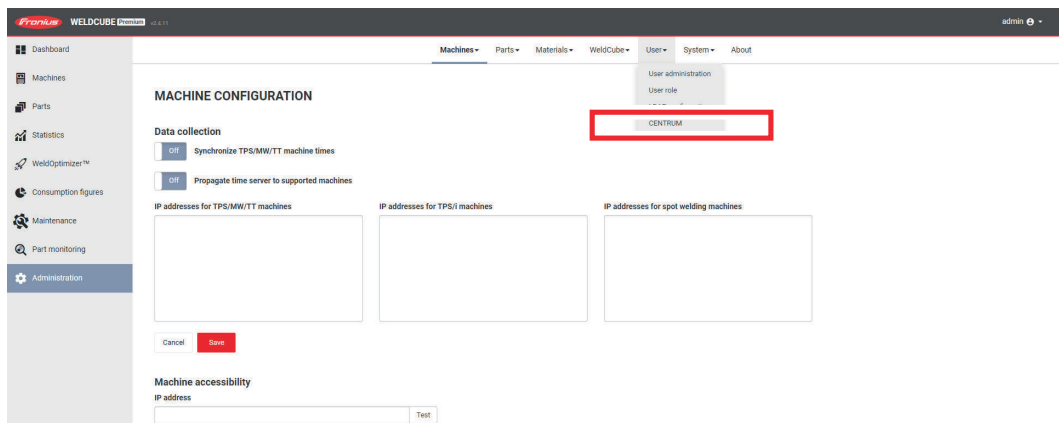 Fronius WELDCUBE Premium v2.4.11 admin
Dashboard
Machines
Parts
Statistics
WeldOptimizer™
Consumption figures
Maintenance
Part monitoring
Administration
Machines Parts Materials WeldCube User System About
User administration
User role
CENTRUM
MACHINE CONFIGURATION
Data collection
Off Synchronize TPS/MW/TT machine times
Off Propagate time server to supported machines
IP addresses for TPS/MW/TT machines IP addresses for TPS/i machines IP addresses for spot welding machines
Cancel Save
Machine accessibility
IP address
Test